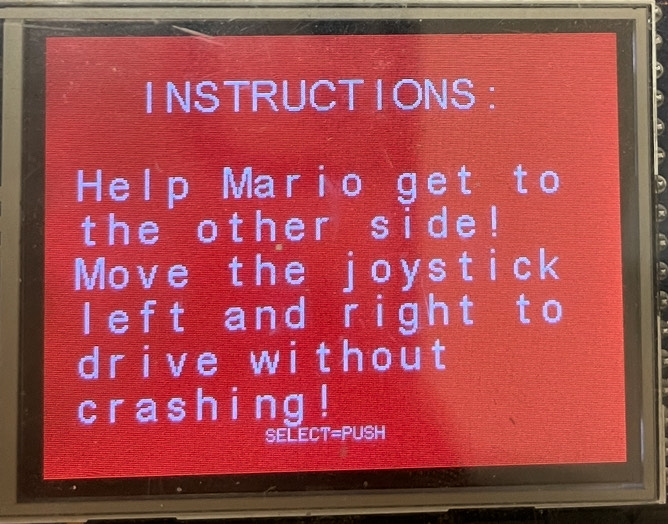 INSTRUCTIONS:
Help Mario get to
the other side!
Move the joystick
left and right to
drive without
crashing!
SELECT=PUSH